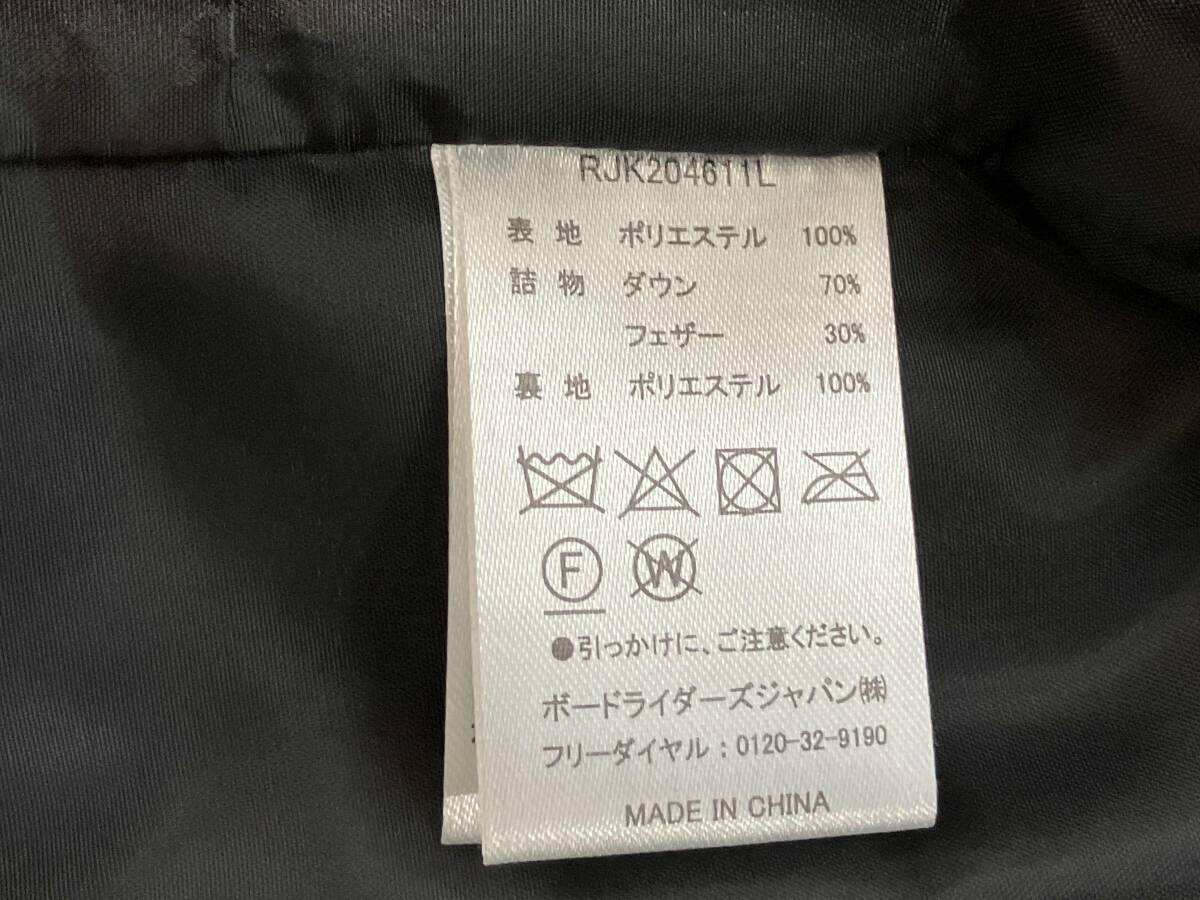 RJK204611L
表 地 ポリエステル 100%
詰 物 ダウン 70%
フェザー 30%
裏 地 ポリエステル 100%
F W
●引っかけに、ご注意ください。
ボードライダーズジャパン㈱
フリーダイヤル：0120-32-9190
MADE IN CHINA